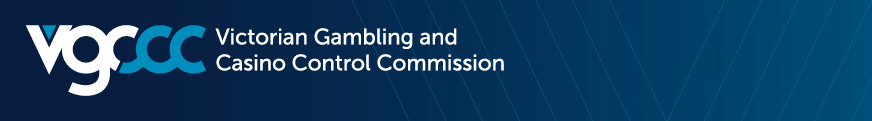 vgccc
Victorian Gambling and
Casino Control Commission